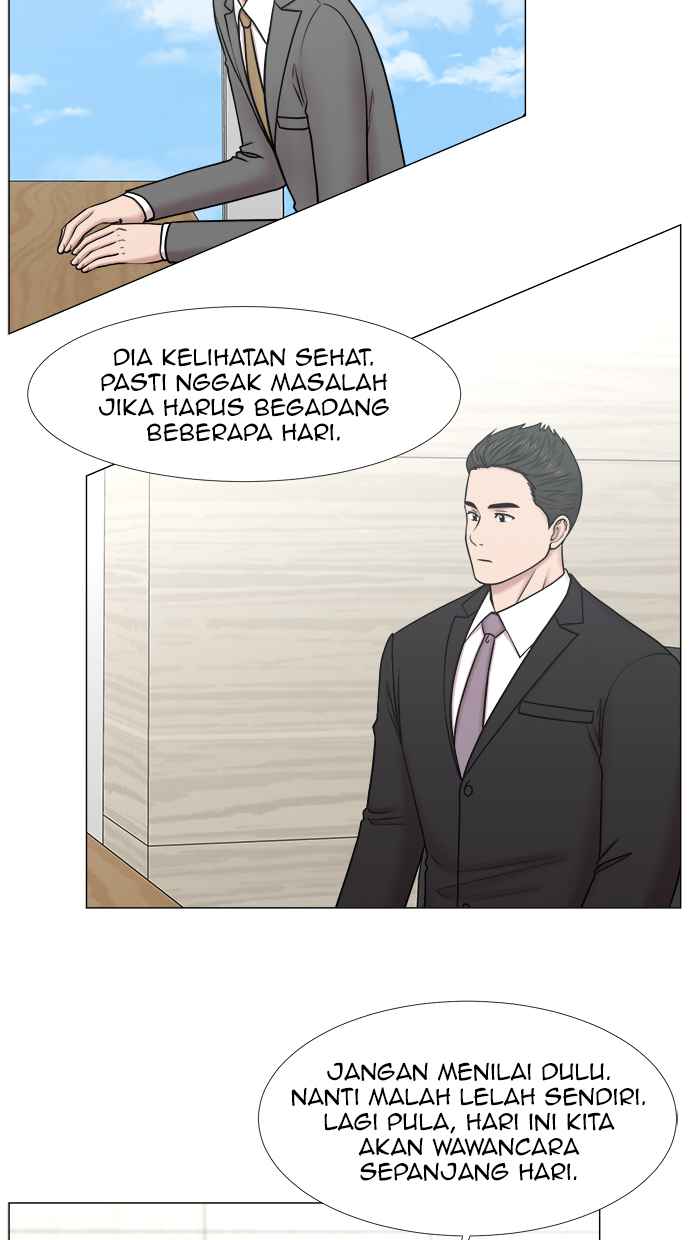 DIA KELIHATAN SEHAT.
PASTI NGGAK MASALAH
JIKA HARUS BEGADANG
BEBERAPA HARI.
JANGAN MENILAI DULU.
NANTI MALAH LELAH SENDIRI.
LAGI PULA, HARI INI KITA
AKAN WAWANCARA
SEPANJANG HARI.